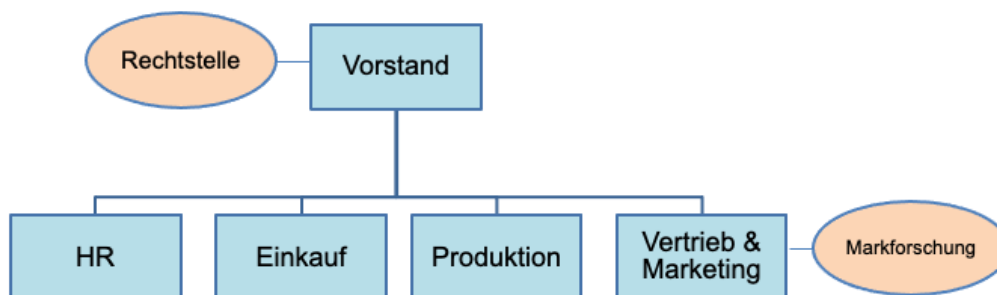 Rechtstelle
Vorstand
HR
Einkauf
Produktion
Vertrieb &
Marketing
Markforschung